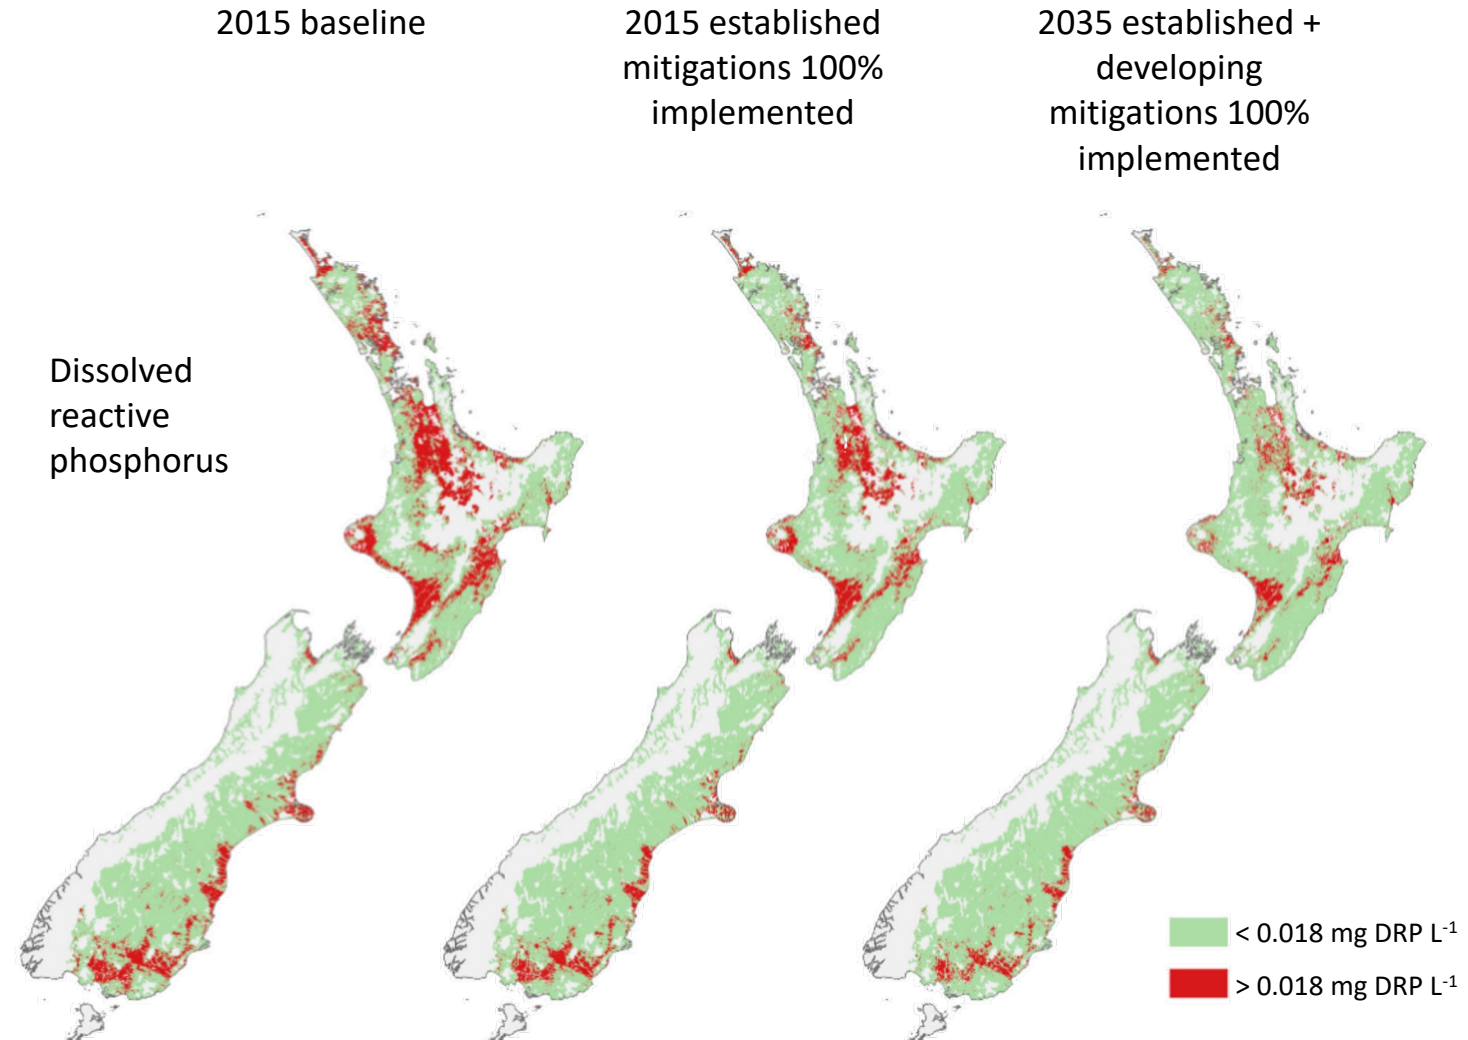 2015 baseline
2015 established
mitigations 100%
implemented
2035 established +
developing
mitigations 100%
implemented
Dissolved
reactive
phosphorus
< 0.018 mg DRP L⁻¹
> 0.018 mg DRP L⁻¹